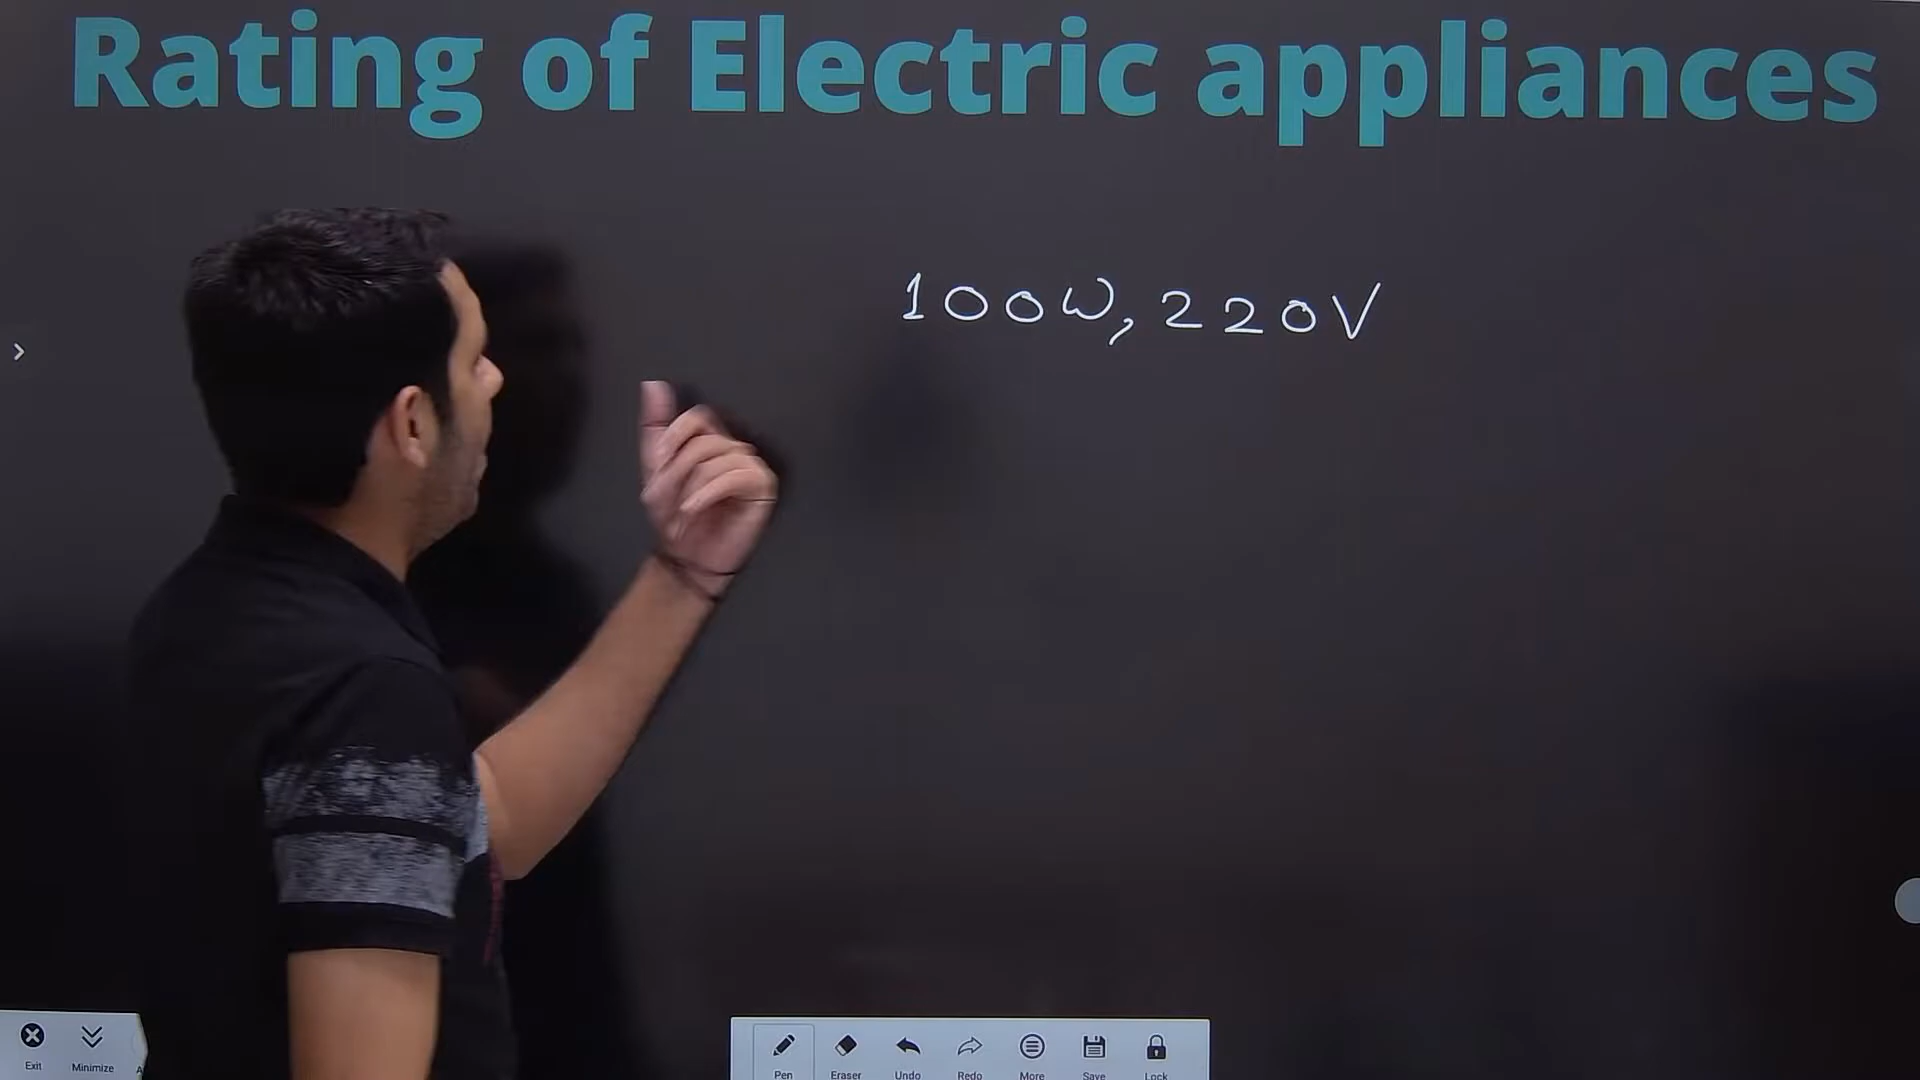 Rating of Electric appliances
100W, 220V
Exit
Minimize
Pen
Eraser
Undo
Redo
More
Save
Lock